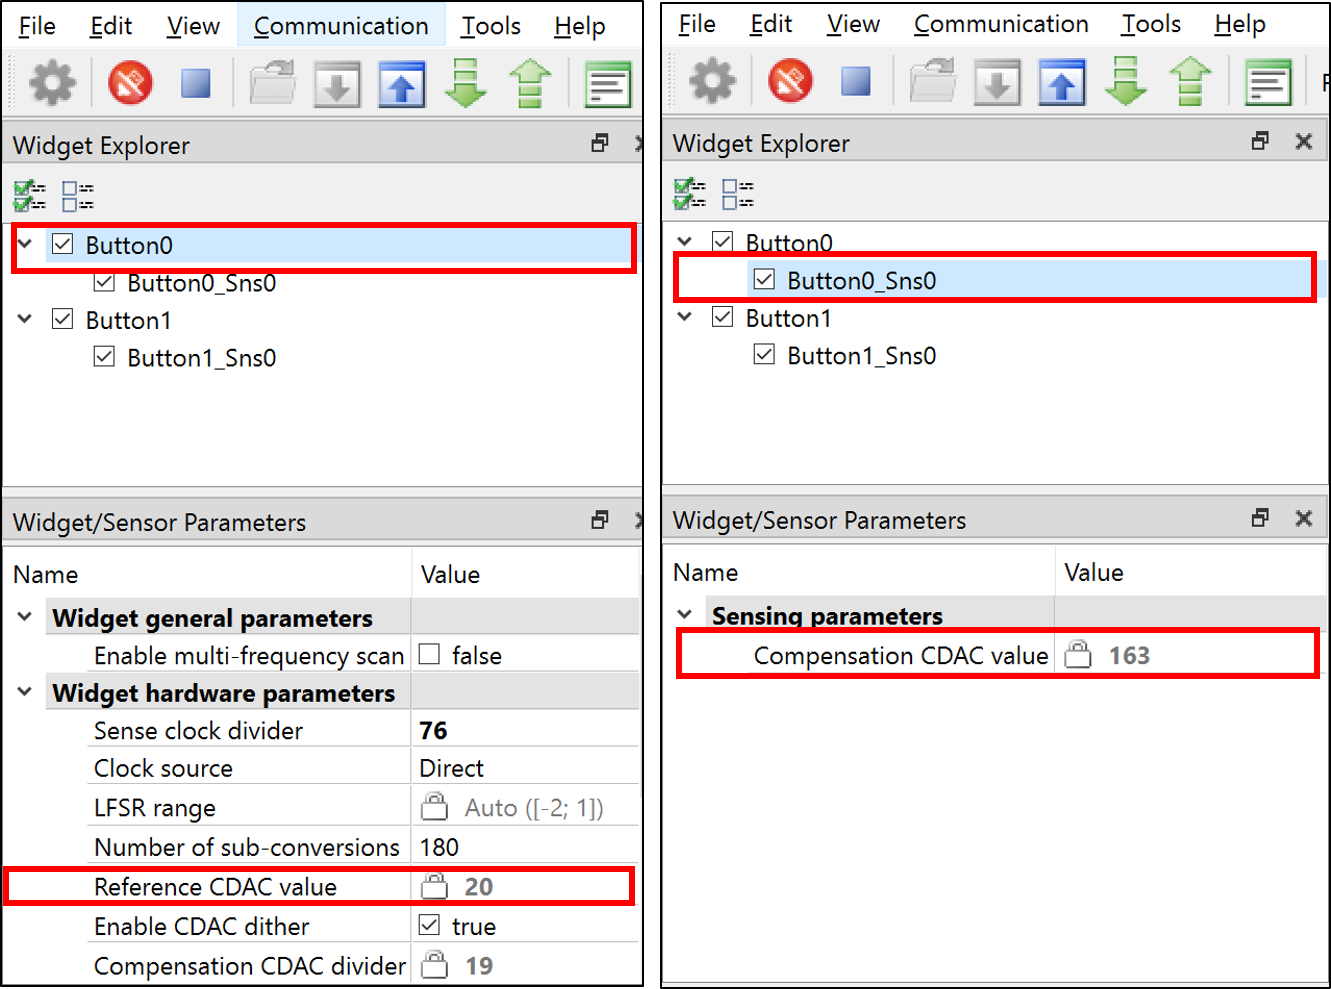 File Edit View Communication Tools Help
Widget Explorer
Button0
Button0_Sns0
Button1
Button1_Sns0
Widget/Sensor Parameters
Name Value
Widget general parameters
Enable multi-frequency scan false
Widget hardware parameters
Sense clock divider 76
Clock source Direct
LFSR range Auto ([-2; 1])
Number of sub-conversions 180
Reference CDAC value 20
Enable CDAC dither true
Compensation CDAC divider 19
File Edit View Communication Tools Help
Widget Explorer
Button0
Button0_Sns0
Button1
Button1_Sns0
Widget/Sensor Parameters
Name Value
Sensing parameters
Compensation CDAC value 163